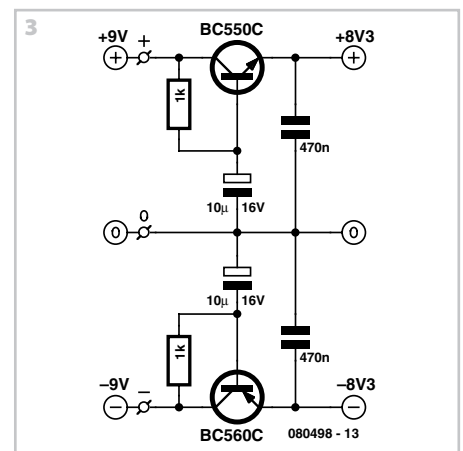 3
BC550C
+9V
+
+8V3
1k
470n
10µ 16V
0
0
0
10µ 16V
1k
470n
−9V
−
−8V3
BC560C
080498 - 13